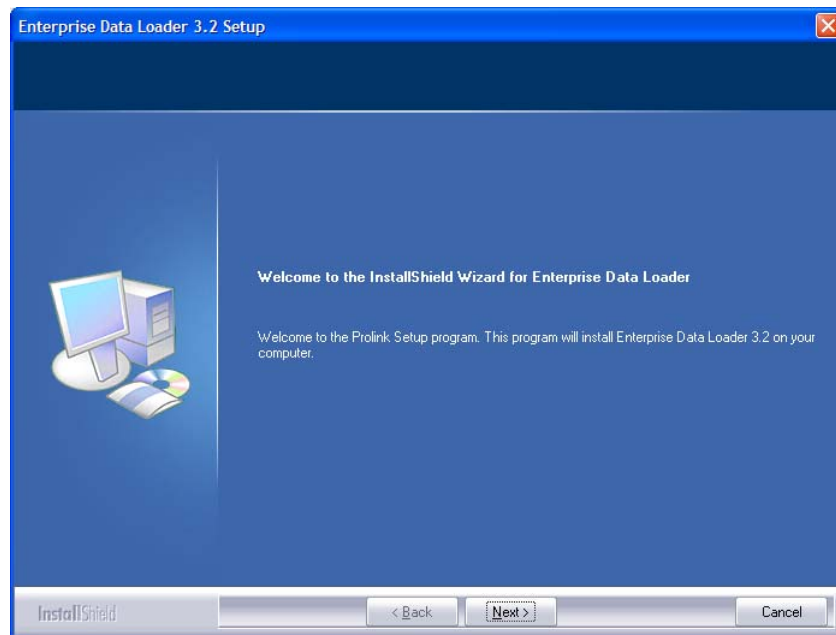 Enterprise Data Loader 3.2 Setup
Welcome to the InstallShield Wizard for Enterprise Data Loader
Welcome to the Prolink Setup program. This program will install Enterprise Data Loader 3.2 on your
computer.
InstallShield
< Back
Next >
Cancel